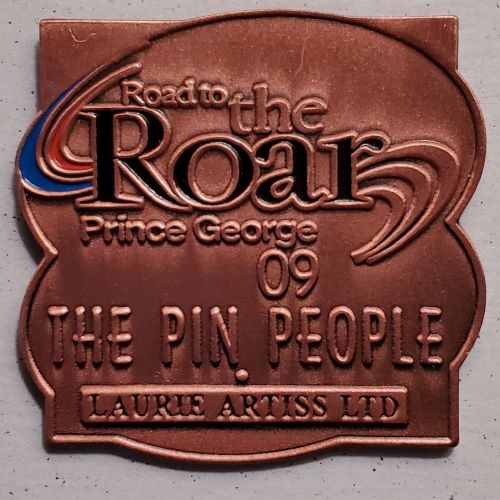 Road to
the
Roar
Prince George
09
THE PIN PEOPLE
LAURIE ARTISS LTD